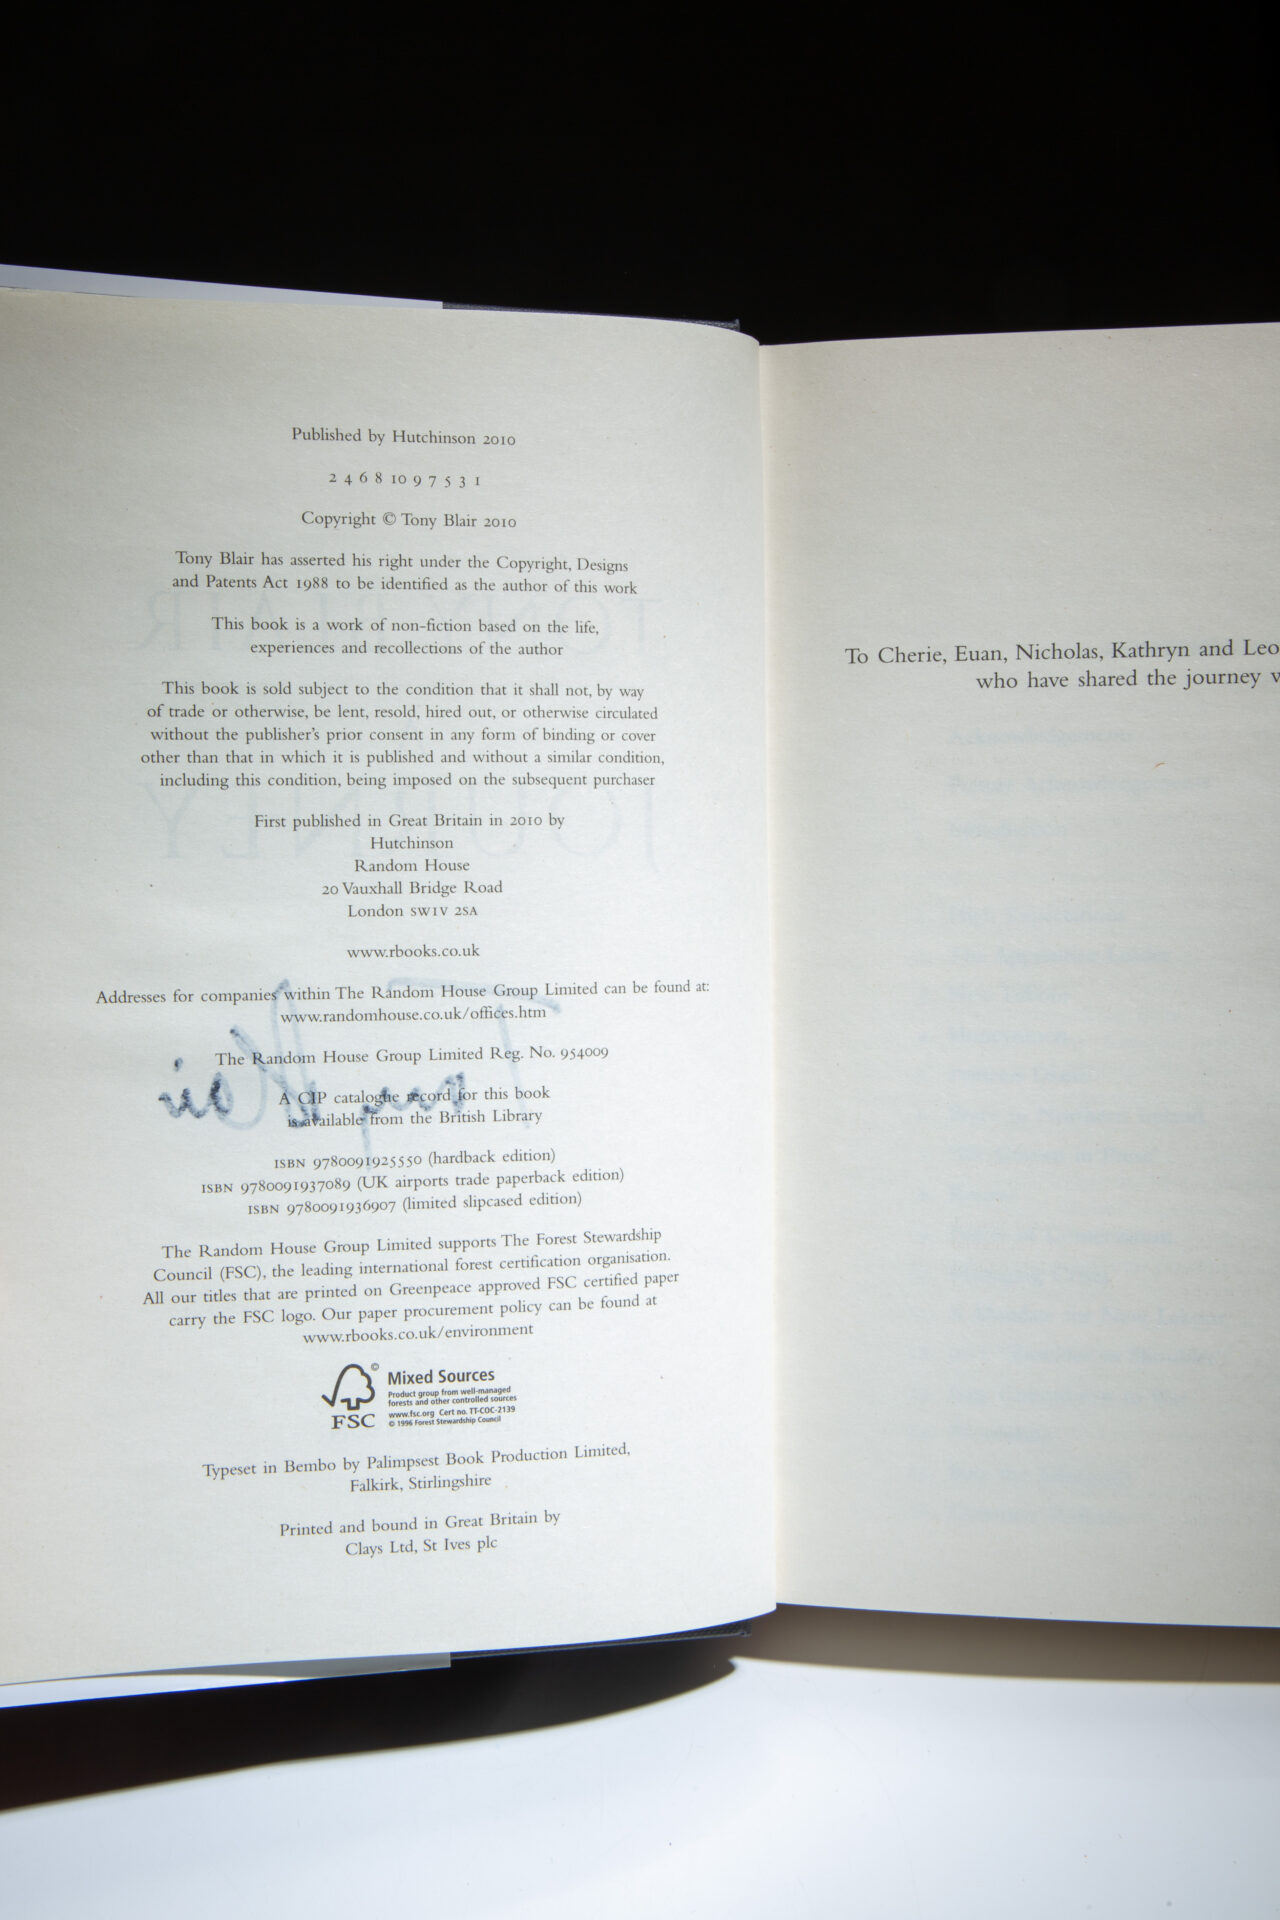 Published by Hutchinson 2010
2 4 6 8 10 9 7 5 3 1
Copyright © Tony Blair 2010
Tony Blair has asserted his right under the Copyright, Designs
and Patents Act 1988 to be identified as the author of this work
This book is a work of non-fiction based on the life,
experiences and recollections of the author
This book is sold subject to the condition that it shall not, by way
of trade or otherwise, be lent, resold, hired out, or otherwise circulated
without the publisher's prior consent in any form of binding or cover
other than that in which it is published and without a similar condition,
including this condition, being imposed on the subsequent purchaser
First published in Great Britain in 2010 by
Hutchinson
Random House
20 Vauxhall Bridge Road
London SW1V 2SA
www.rbooks.co.uk
Addresses for companies within The Random House Group Limited can be found at:
www.randomhouse.co.uk/offices.htm
The Random House Group Limited Reg. No. 954009
A CIP catalogue record for this book
is available from the British Library
ISBN 9780091925550 (hardback edition)
ISBN 9780091937089 (UK airports trade paperback edition)
ISBN 9780091936907 (limited slipcased edition)
The Random House Group Limited supports The Forest Stewardship
Council (FSC), the leading international forest certification organisation.
All our titles that are printed on Greenpeace approved FSC certified paper
carry the FSC logo. Our paper procurement policy can be found at
www.rbooks.co.uk/environment
Mixed Sources
Product group from well-managed
forests and other controlled sources
www.fsc.org Cert no. TT-COC-2139
© 1996 Forest Stewardship Council
FSC
Typeset in Bembo by Palimpsest Book Production Limited,
Falkirk, Stirlingshire
Printed and bound in Great Britain by
Clays Ltd, St Ives plc
To Cherie, Euan, Nicholas, Kathryn and Leo
who have shared the journey